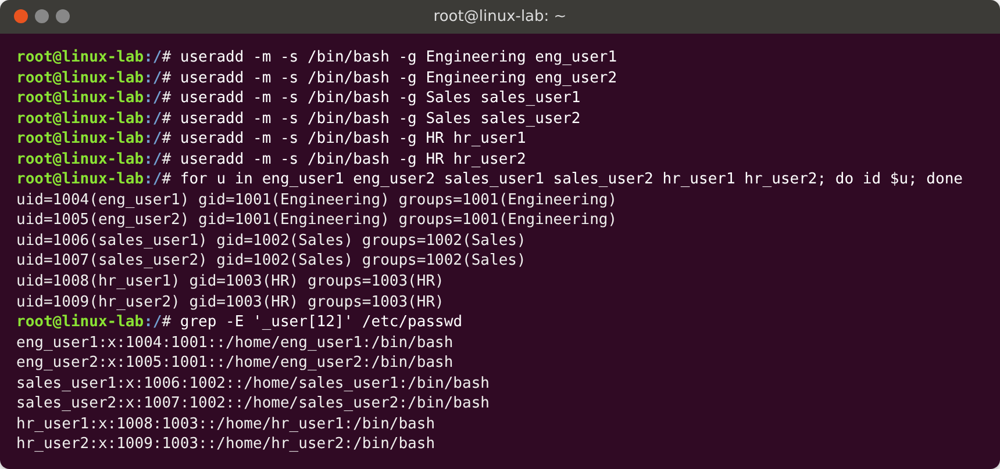 root@linux-lab: ~
root@linux-lab:/# useradd -m -s /bin/bash -g Engineering eng_user1
root@linux-lab:/# useradd -m -s /bin/bash -g Engineering eng_user2
root@linux-lab:/# useradd -m -s /bin/bash -g Sales sales_user1
root@linux-lab:/# useradd -m -s /bin/bash -g Sales sales_user2
root@linux-lab:/# useradd -m -s /bin/bash -g HR hr_user1
root@linux-lab:/# useradd -m -s /bin/bash -g HR hr_user2
root@linux-lab:/# for u in eng_user1 eng_user2 sales_user1 sales_user2 hr_user1 hr_user2; do id $u; done
uid=1004(eng_user1) gid=1001(Engineering) groups=1001(Engineering)
uid=1005(eng_user2) gid=1001(Engineering) groups=1001(Engineering)
uid=1006(sales_user1) gid=1002(Sales) groups=1002(Sales)
uid=1007(sales_user2) gid=1002(Sales) groups=1002(Sales)
uid=1008(hr_user1) gid=1003(HR) groups=1003(HR)
uid=1009(hr_user2) gid=1003(HR) groups=1003(HR)
root@linux-lab:/# grep -E '_user[12]' /etc/passwd
eng_user1:x:1004:1001::/home/eng_user1:/bin/bash
eng_user2:x:1005:1001::/home/eng_user2:/bin/bash
sales_user1:x:1006:1002::/home/sales_user1:/bin/bash
sales_user2:x:1007:1002::/home/sales_user2:/bin/bash
hr_user1:x:1008:1003::/home/hr_user1:/bin/bash
hr_user2:x:1009:1003::/home/hr_user2:/bin/bash